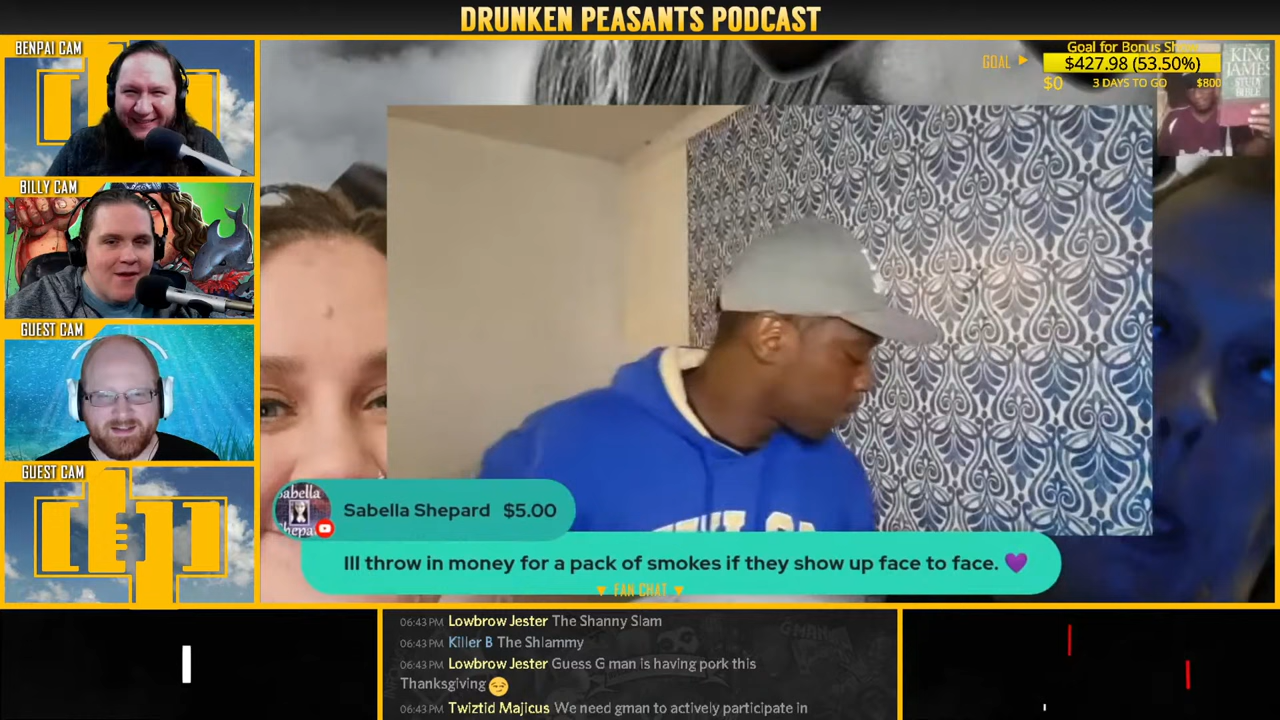 DRUNKEN PEASANTS PODCAST
BENPAI CAM
BILLY CAM
GUEST CAM
GUEST CAM
GOAL ▶
Goal for Bonus
$427.98 (53.50%)
$0 3 DAYS TO GO $800
KING
JAMES
STUDY
BIBLE
Sabella Shepard $5.00
Ill throw in money for a pack of smokes if they show up face to face. 💜
▼ FAN CHAT ▼
06:43 PM Lowbrow Jester The Shanny Slam
06:43 PM Killer B The Shlammy
06:43 PM Lowbrow Jester Guess G man is having pork this
Thanksgiving 😏
06:43 PM Twiztid Majicus We need gman to actively participate in